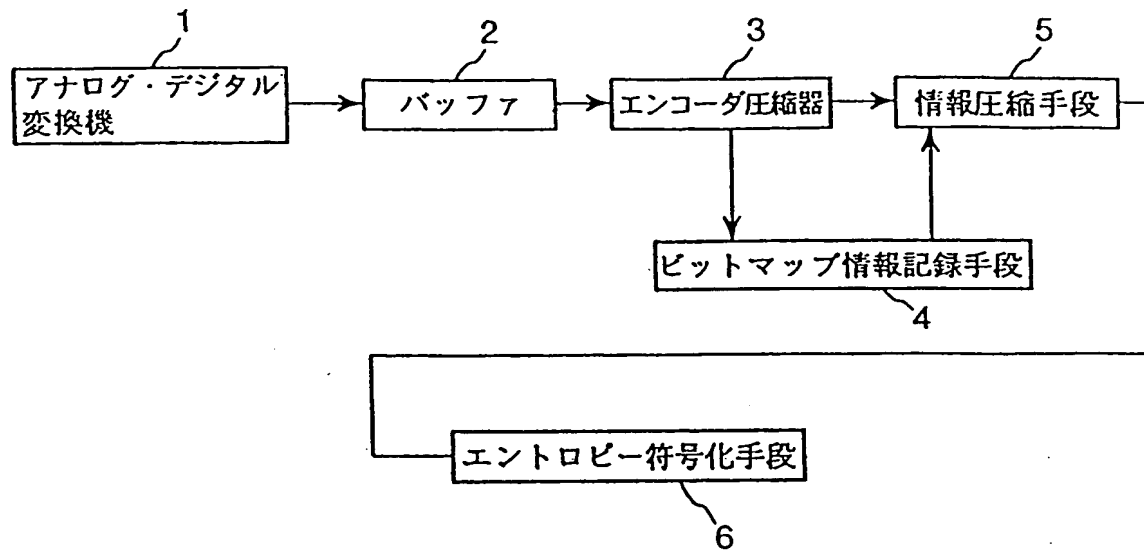 1
アナログ・デジタル
変換機
2
バッファ
3
エンコーダ圧縮器
5
情報圧縮手段
ビットマップ情報記録手段
4
エントロピー符号化手段
6